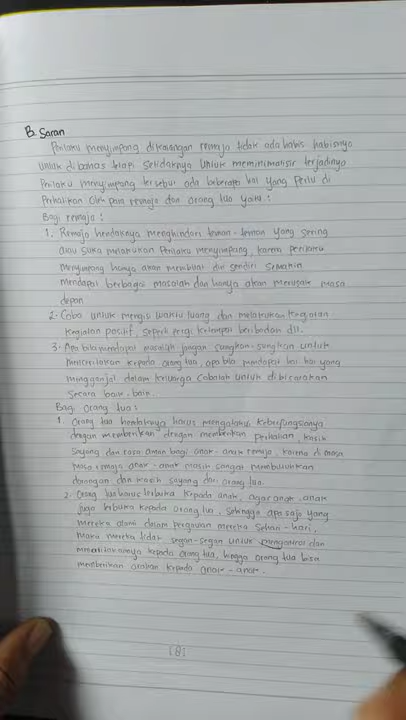 B. Saran
Perilaku menyimpang dikalangan remaja tidak ada habis habisnya
untuk dibahas tetapi setidaknya untuk meminimalisir terjadinya
Perilaku menyimpang tersebut ada beberapa hal yang perlu di
Perhatikan oleh para remaja dan orang tua yaitu :
Bagi remaja :
1. Remaja hendaknya menghindari teman-teman yang sering
atau suka melakukan Perilaku menyimpang, karena perilaku
menyimpang hanya akan membuat diri sendiri semakin
mendapat berbagai masalah dan hanya akan merusak masa
depan
2. Coba untuk mengisi waktu luang dan melakukan kegiatan
kegiatan positif, seperti pergi ketempat beribadah dll.
3. Apa bila mendapat masalah jangan sungkan-sungkan untuk
menceritakan kepada orang tua, apa bila mendapat hal hal yang
mengganjal dalam keluarga cobalah untuk dibicarakan
secara baik-baik.
Bagi orang tua :
1. Orang tua hendaknya harus mengetahui keberfungsianya
dengan memberikan dengan memberikan perhatian, kasih
sayang dan rasa aman bagi anak-anak remaja, karena di masa
masa remaja anak-anak masih sangat membutuhkan
dorongan dan kasih sayang dari orang tua.
2. Orang tua harus terbuka kepada anak, agar anak-anak
juga terbuka kepada orang tua, sehingga apa saja yang
mereka alami dalam pergaulan mereka sehari-hari,
maka mereka tidak segan-segan untuk dan
menceritakannya kepada orang tua, hingga orang tua bisa
memberikan arahan kepada anak-anak.
(8)